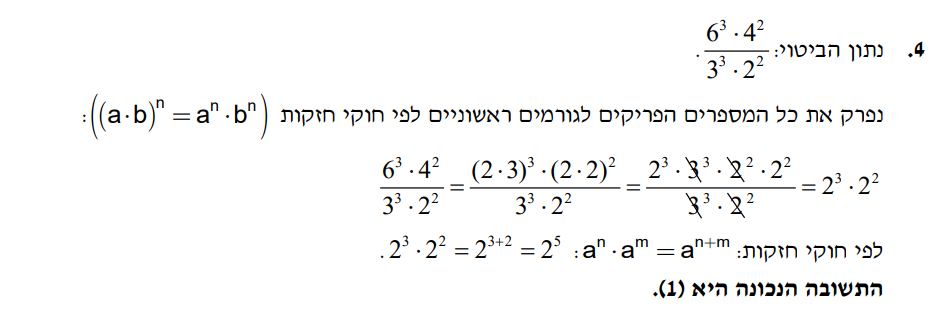 4. נתון הביטוי: \frac{6^3 \cdot 4^2}{3^3 \cdot 2^2}.
נפרק את כל המספרים הפריקים לגורמים ראשוניים לפי חוקי חזקות ((a \cdot b)^n = a^n \cdot b^n):
\frac{6^3 \cdot 4^2}{3^3 \cdot 2^2} = \frac{(2 \cdot 3)^3 \cdot (2 \cdot 2)^2}{3^3 \cdot 2^2} = \frac{2^3 \cdot \cancel{3}^3 \cdot \cancel{2}^2 \cdot 2^2}{\cancel{3}^3 \cdot \cancel{2}^2} = 2^3 \cdot 2^2
לפי חוקי חזקות: a^n \cdot a^m = a^{n+m} : 2^3 \cdot 2^2 = 2^{3+2} = 2^5.
התשובה הנכונה היא (1).